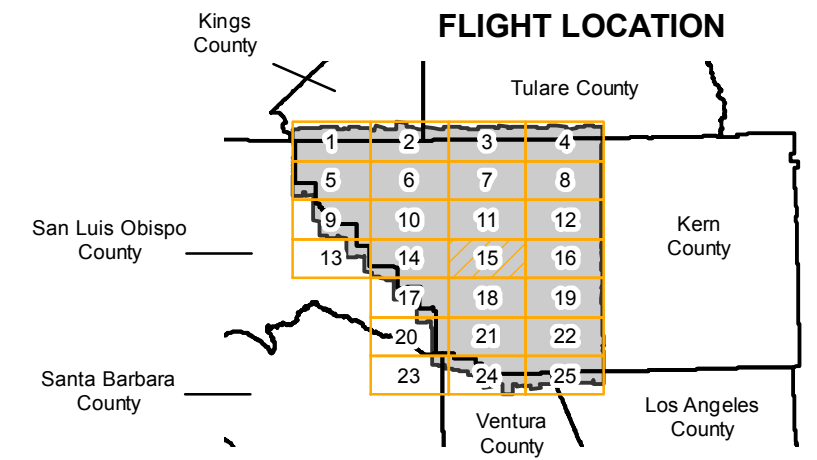 Kings
County
FLIGHT LOCATION
Tulare County
1 2 3 4
5 6 7 8
San Luis Obispo
County
9 10 11 12
Kern
County
13 14 15 16
17 18 19
20 21 22
Santa Barbara
County
23 24 25
Ventura
County
Los Angeles
County